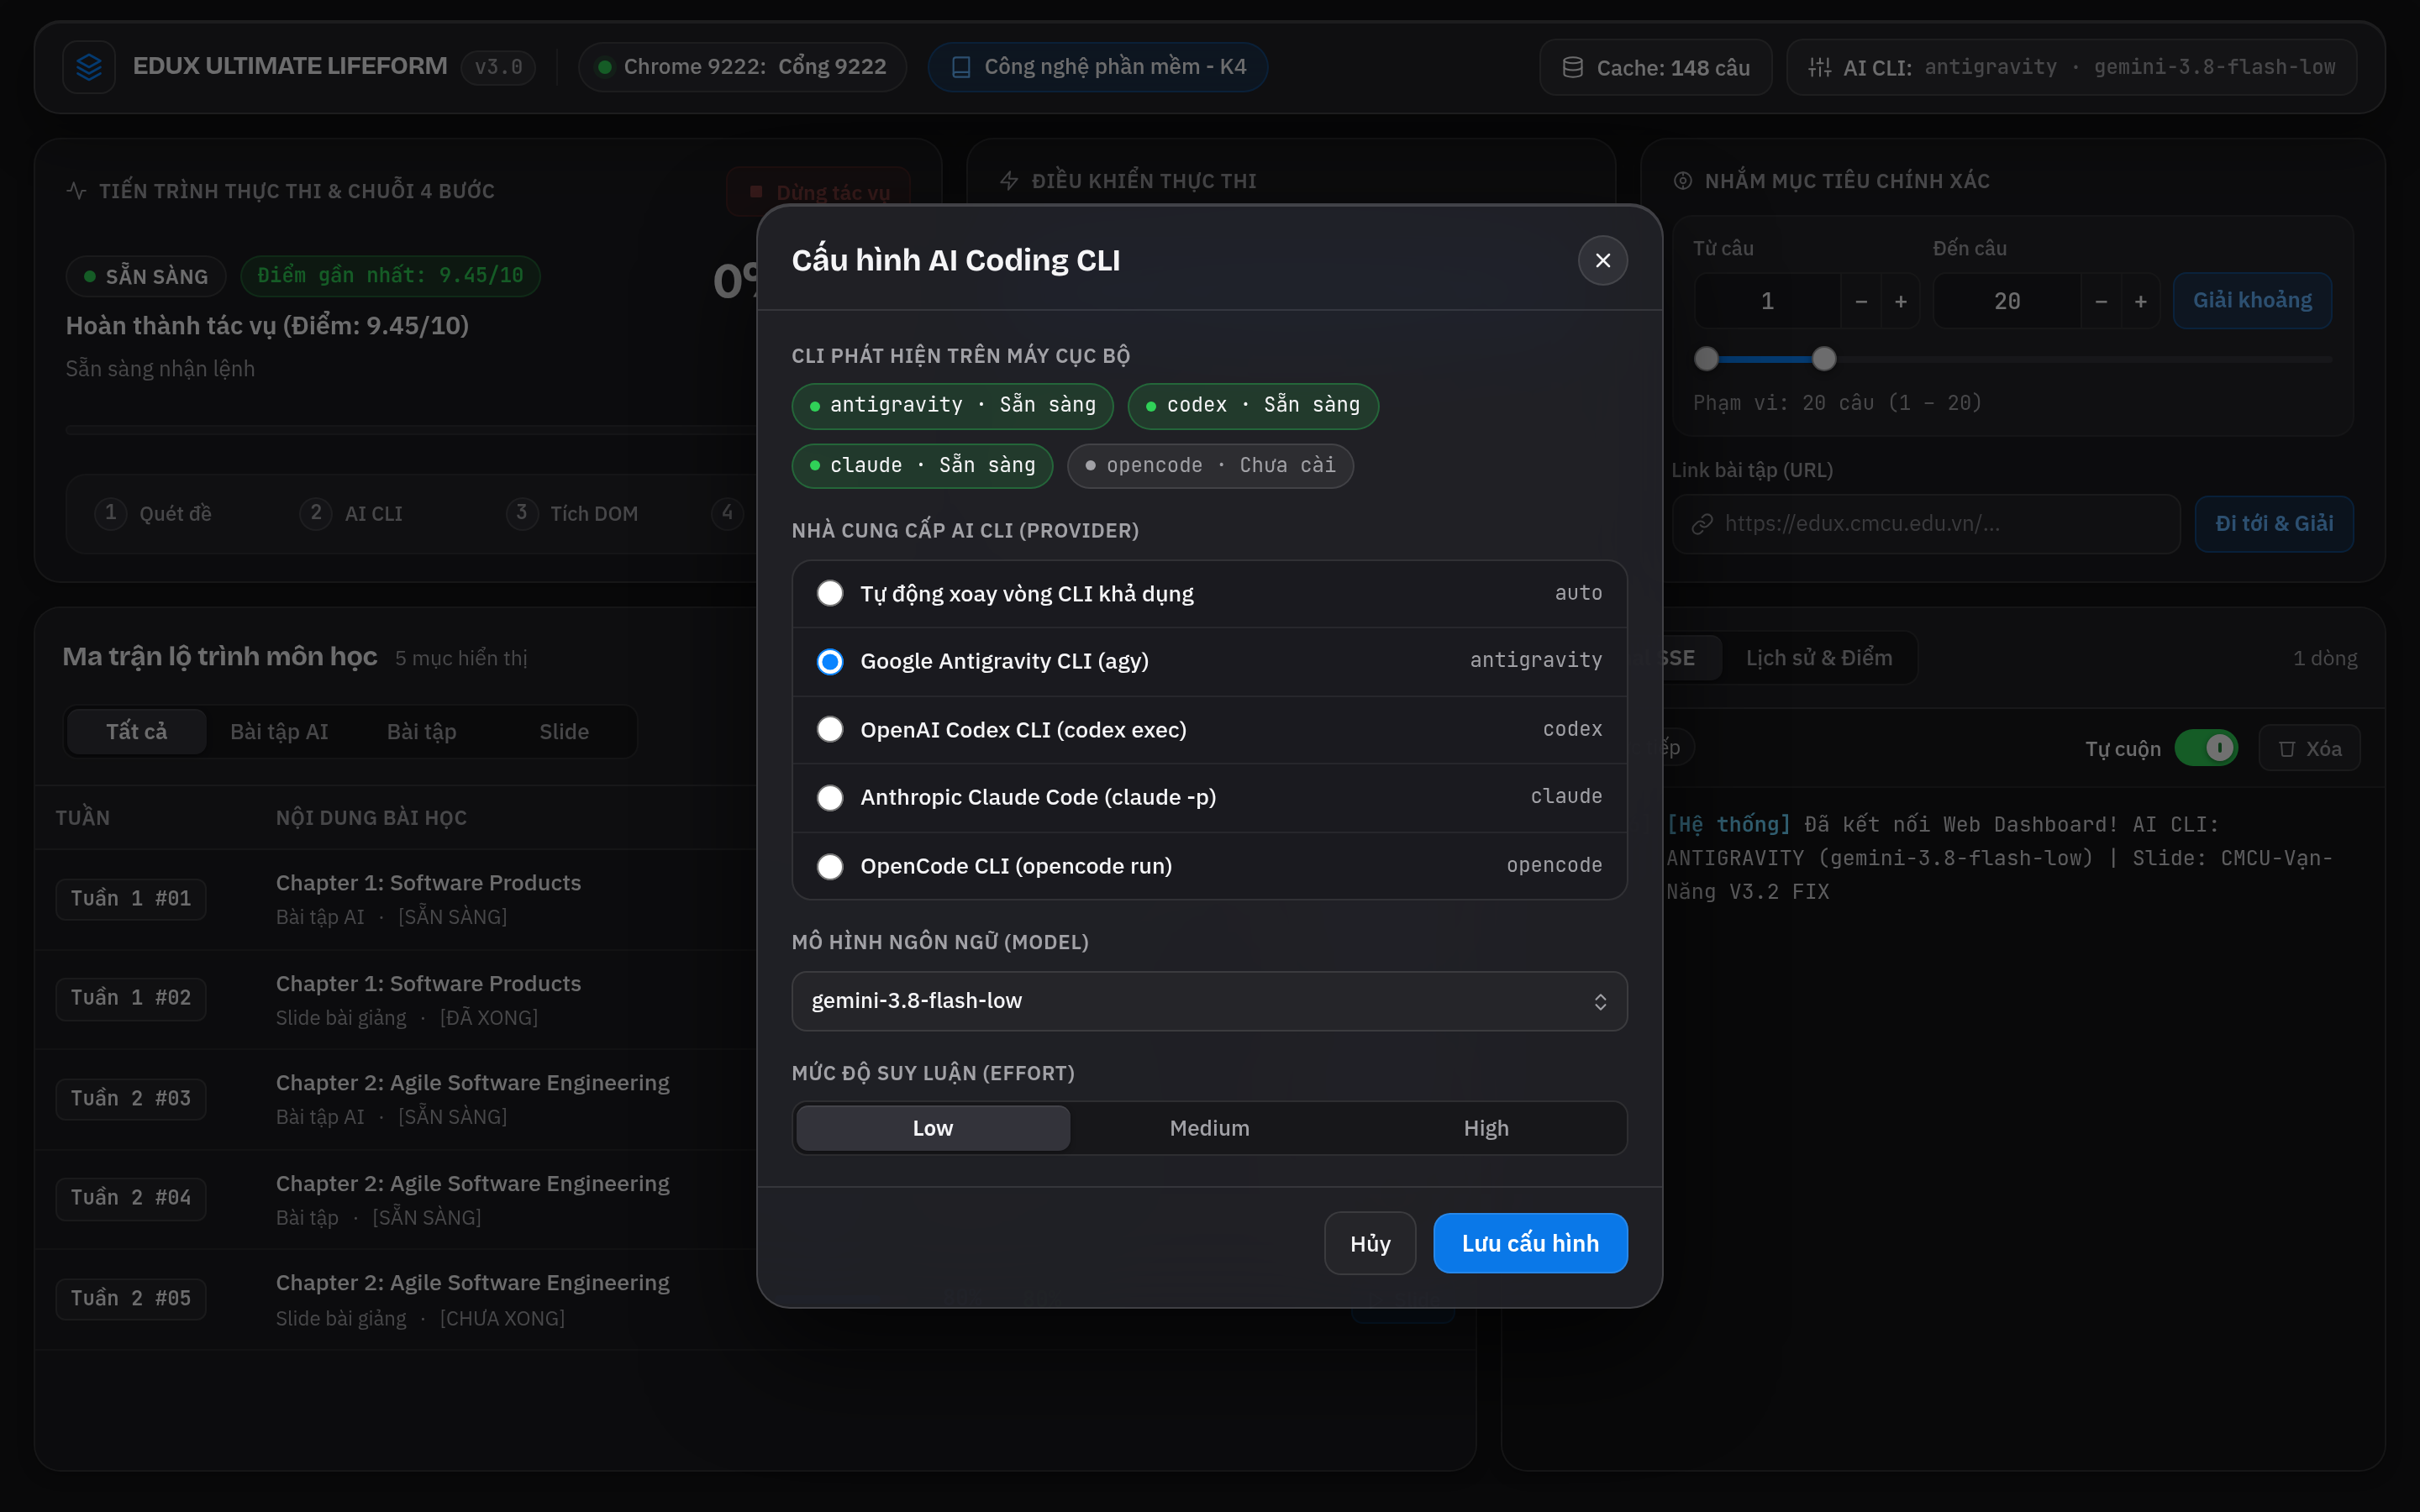 EDUX ULTIMATE LIFEFORM v3.0
Chrome 9222: Cổng 9222
Công nghệ phần mềm - K4
Cache: 148 câu
AI CLI: antigravity · gemini-3.8-flash-low
TIẾN TRÌNH THỰC THI & CHUỖI 4 BƯỚC
Dừng tác vụ
SẴN SÀNG
Điểm gần nhất: 9.45/10
Hoàn thành tác vụ (Điểm: 9.45/10)
Sẵn sàng nhận lệnh
1 Quét đề
2 AI CLI
3 Tích DOM
4
ĐIỀU KHIỂN THỰC THI
NHẮM MỤC TIÊU CHÍNH XÁC
Từ câu
Đến câu
1 − +
20 − +
Giải khoảng
Phạm vi: 20 câu (1 – 20)
Link bài tập (URL)
https://edux.cmcu.edu.vn/...
Đi tới & Giải
Cấu hình AI Coding CLI
CLI PHÁT HIỆN TRÊN MÁY CỤC BỘ
antigravity · Sẵn sàng
codex · Sẵn sàng
claude · Sẵn sàng
opencode · Chưa cài
NHÀ CUNG CẤP AI CLI (PROVIDER)
Tự động xoay vòng CLI khả dụng auto
Google Antigravity CLI (agy) antigravity
OpenAI Codex CLI (codex exec) codex
Anthropic Claude Code (claude -p) claude
OpenCode CLI (opencode run) opencode
MÔ HÌNH NGÔN NGỮ (MODEL)
gemini-3.8-flash-low
MỨC ĐỘ SUY LUẬN (EFFORT)
Low Medium High
Hủy
Lưu cấu hình
Ma trận lộ trình môn học 5 mục hiển thị
Tất cả Bài tập AI Bài tập Slide
TUẦN NỘI DUNG BÀI HỌC
Tuần 1 #01
Chapter 1: Software Products
Bài tập AI · [SẴN SÀNG]
Tuần 1 #02
Chapter 1: Software Products
Slide bài giảng · [ĐÃ XONG]
Tuần 2 #03
Chapter 2: Agile Software Engineering
Bài tập AI · [SẴN SÀNG]
Tuần 2 #04
Chapter 2: Agile Software Engineering
Bài tập · [SẴN SÀNG]
Tuần 2 #05
Chapter 2: Agile Software Engineering
Slide bài giảng · [CHƯA XONG]
SSE
Lịch sử & Điểm
1 dòng
Tự cuộn
Xóa
[Hệ thống] Đã kết nối Web Dashboard! AI CLI:
ANTIGRAVITY (gemini-3.8-flash-low) | Slide: CMCU-Vạn-
Năng V3.2 FIX